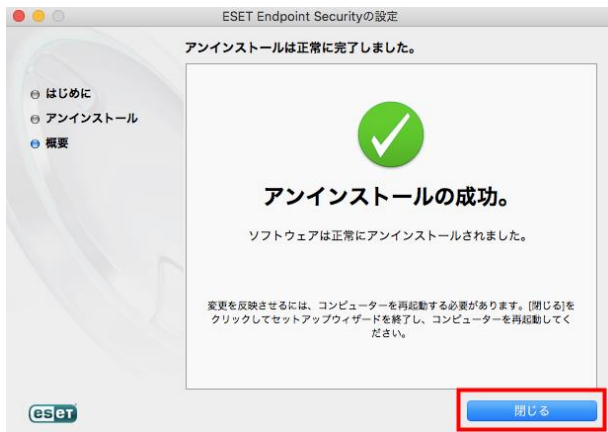 ESET Endpoint Securityの設定
アンインストールは正常に完了しました。
はじめに
アンインストール
概要
アンインストールの成功。
ソフトウェアは正常にアンインストールされました。
変更を反映させるには、コンピューターを再起動する必要があります。[閉じる]を
クリックしてセットアップウィザードを終了し、コンピューターを再起動してく
ださい。
eseT
閉じる